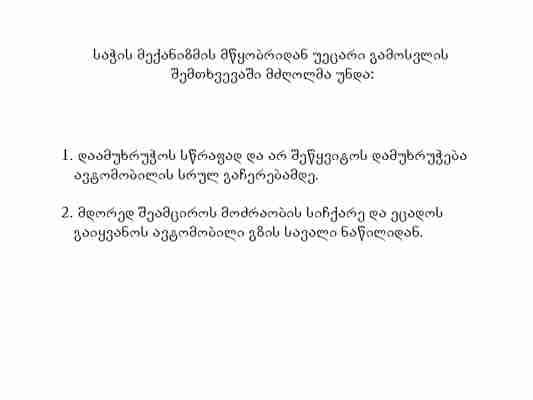 საჭის მექანიზმის მწყობრიდან უეცარი გამოსვლის
შემთხვევაში მძღოლმა უნდა:
1. დაამუხრუჭოს სწრაფად და არ შეწყვიტოს დამუხრუჭება
ავტომობილის სრულ გაჩერებამდე.
2. მდორედ შეამციროს მოძრაობის სიჩქარე და ეცადოს
გაიყვანოს ავტომობილი გზის სავალი ნაწილიდან.